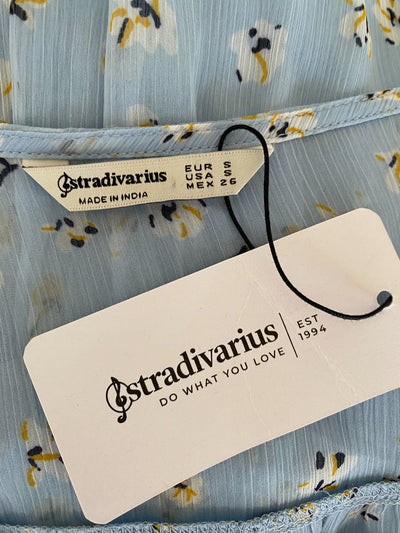 stradivarius
MADE IN INDIA
EUR S
USA S
MEX 26
stradivarius
DO WHAT YOU LOVE
EST
1994